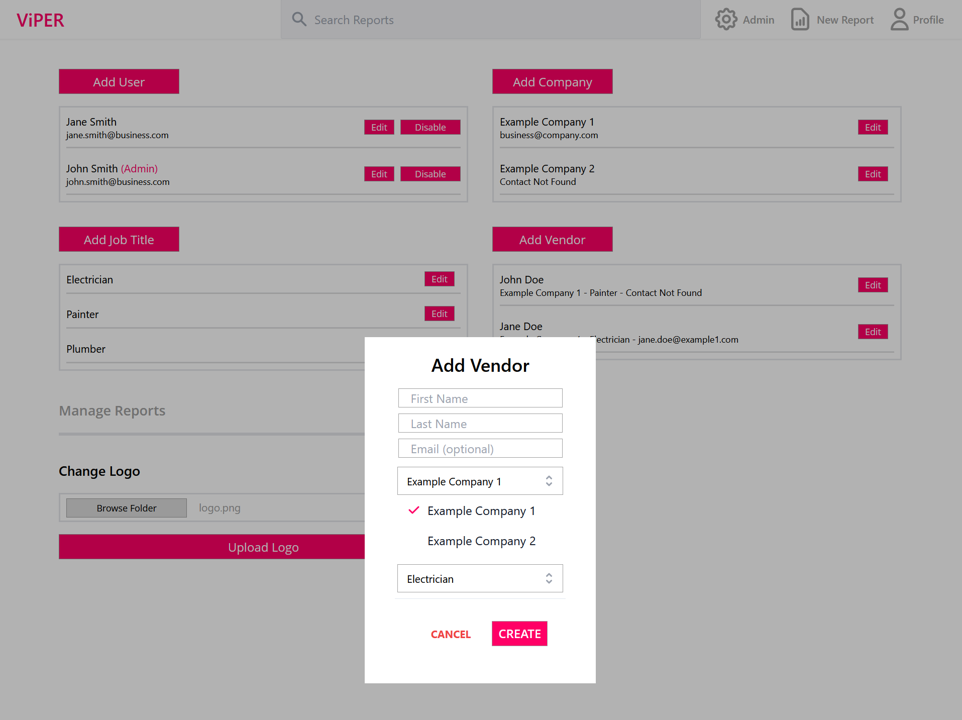 ViPER
Search Reports
Admin
New Report
Profile
Add User
Jane Smith
jane.smith@business.com
Edit
Disable
John Smith (Admin)
john.smith@business.com
Edit
Disable
Add Company
Example Company 1
business@company.com
Edit
Example Company 2
Contact Not Found
Edit
Add Job Title
Electrician
Edit
Painter
Edit
Plumber
Add Vendor
John Doe
Example Company 1 - Painter - Contact Not Found
Edit
Jane Doe
Electrician - jane.doe@example1.com
Edit
Manage Reports
Change Logo
Browse Folder
logo.png
Upload Logo
Add Vendor
First Name
Last Name
Email (optional)
Example Company 1
Example Company 1
Example Company 2
Electrician
CANCEL
CREATE